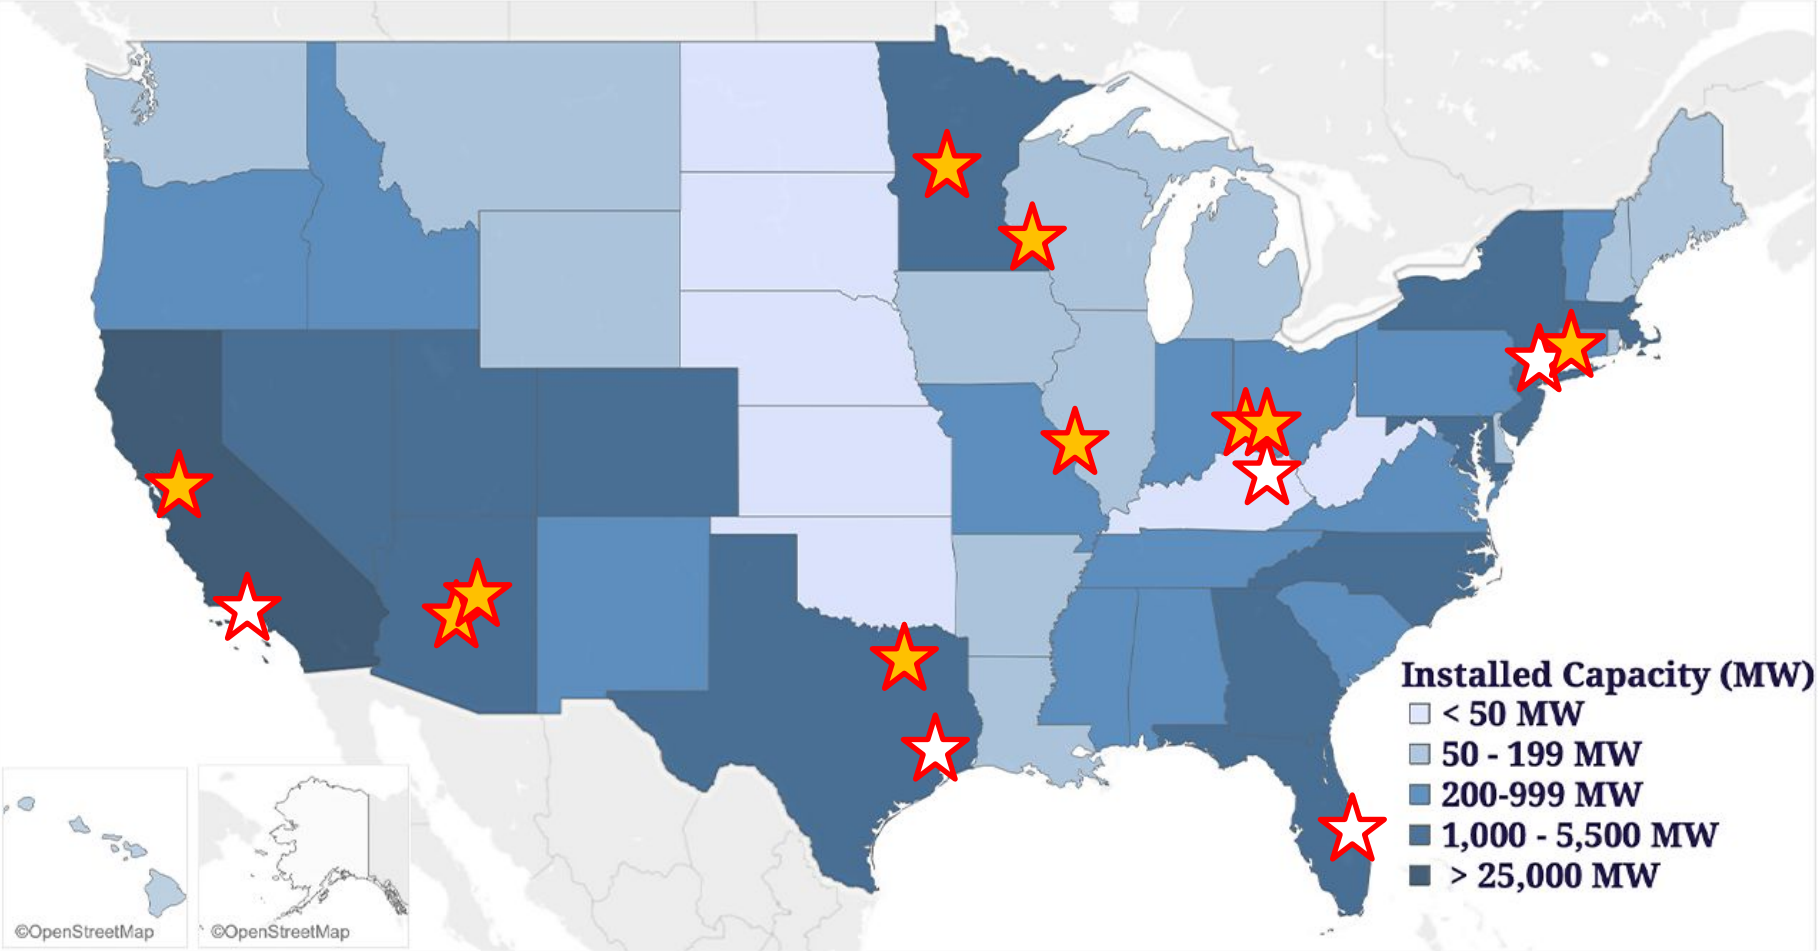 Installed Capacity (MW)
< 50 MW
50 - 199 MW
200-999 MW
1,000 - 5,500 MW
> 25,000 MW
©OpenStreetMap
©OpenStreetMap